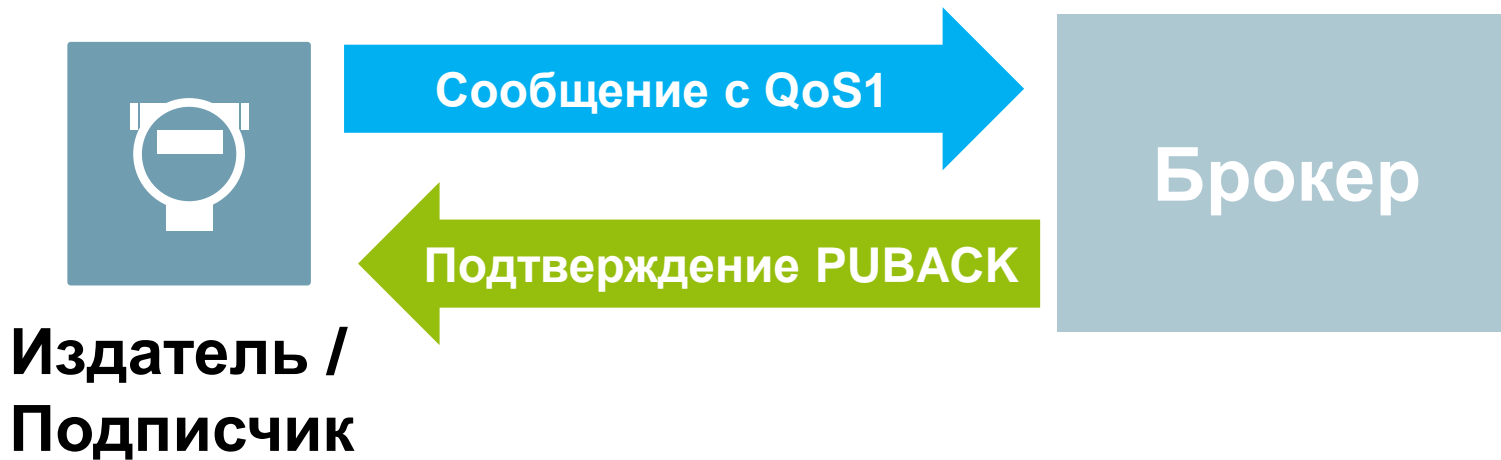 Сообщение с QoS1
Брокер
Подтверждение PUBACK
Издатель /
Подписчик